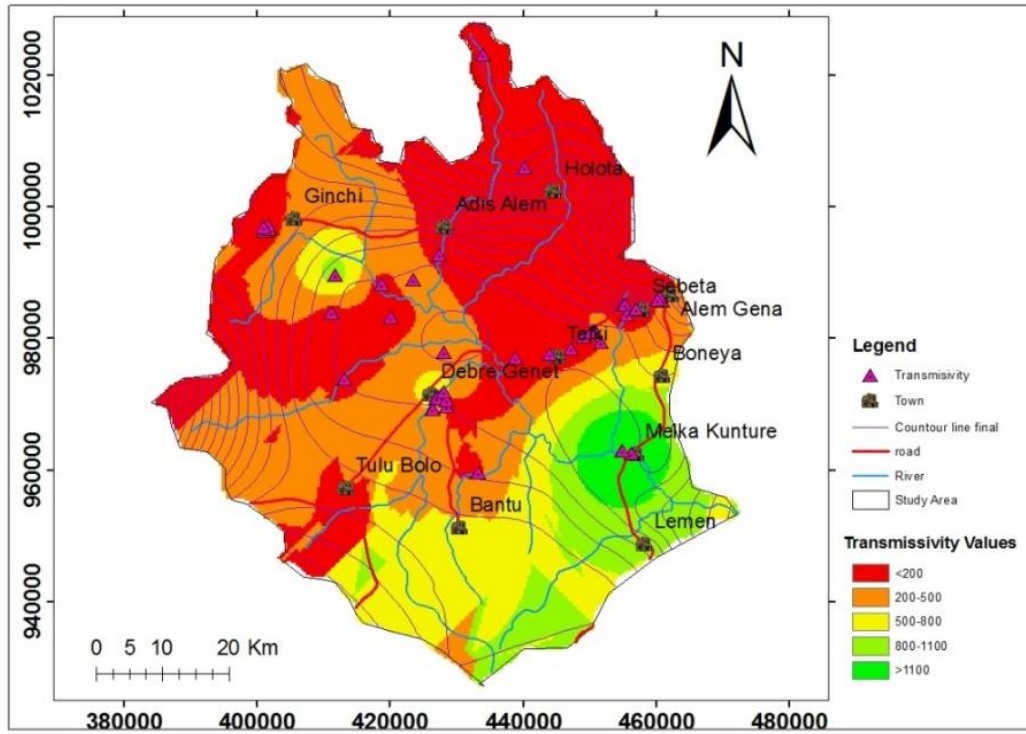 1020000
1000000
980000
960000
940000
N
Holota
Ginchi
Adis Alem
Sebeta
Alem Gena
Tefki
Boneya
Debre Genet
Melka Kunture
Tulu Bolo
Bantu
Lemen
0 5 10 20 Km
380000 400000 420000 440000 460000 480000
Legend
Transmisivity
Town
Countour line final
road
River
Study Area
Transmissivity Values
<200
200-500
500-800
800-1100
>1100